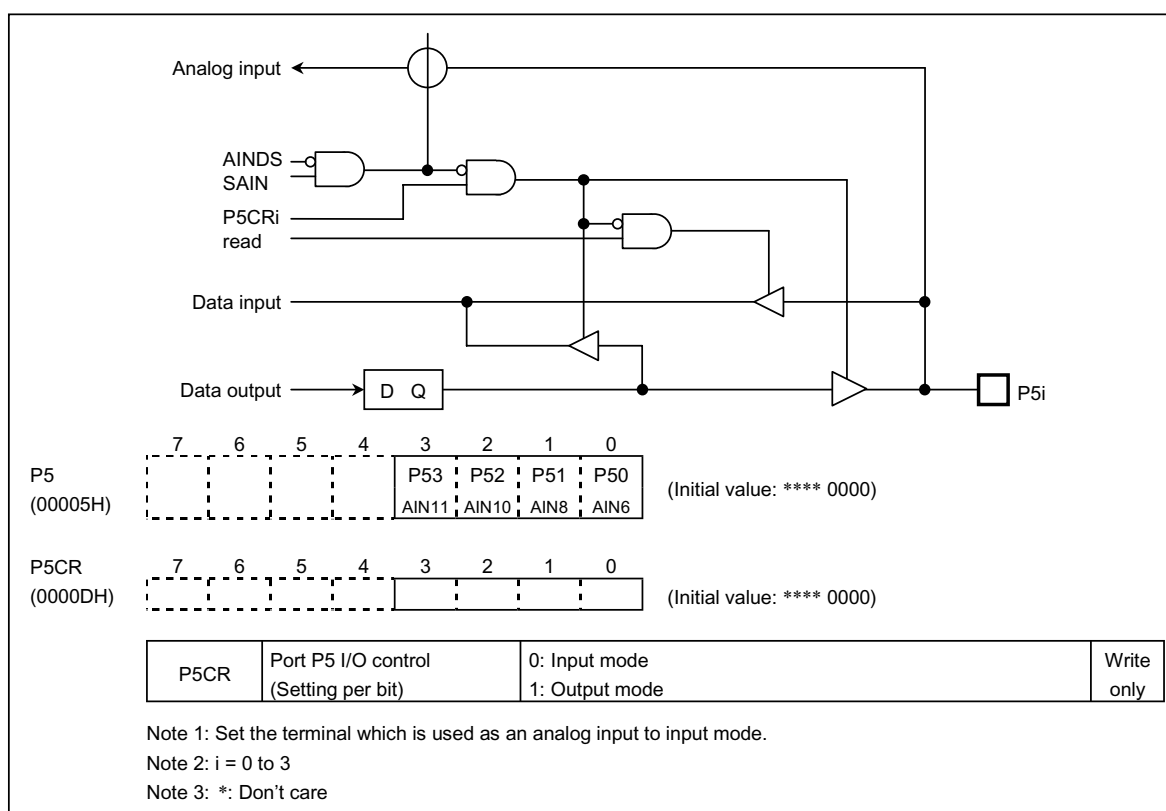 Analog input
AINDS
SAIN
P5CRi
read
Data input
Data output
D Q
P5i
7 6 5 4 3 2 1 0
P5
(00005H)
P53 P52 P51 P50
AIN11 AIN10 AIN8 AIN6
(Initial value: **** 0000)
7 6 5 4 3 2 1 0
P5CR
(0000DH)
(Initial value: **** 0000)
P5CR
Port P5 I/O control
(Setting per bit)
0: Input mode
1: Output mode
Write
only
Note 1: Set the terminal which is used as an analog input to input mode.
Note 2: i = 0 to 3
Note 3: *: Don't care